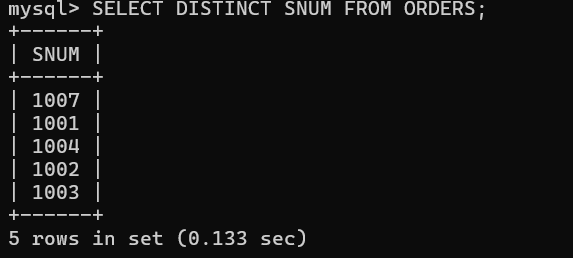 mysql> SELECT DISTINCT SNUM FROM ORDERS;
+------+
| SNUM |
+------+
| 1007 |
| 1001 |
| 1004 |
| 1002 |
| 1003 |
+------+
5 rows in set (0.133 sec)